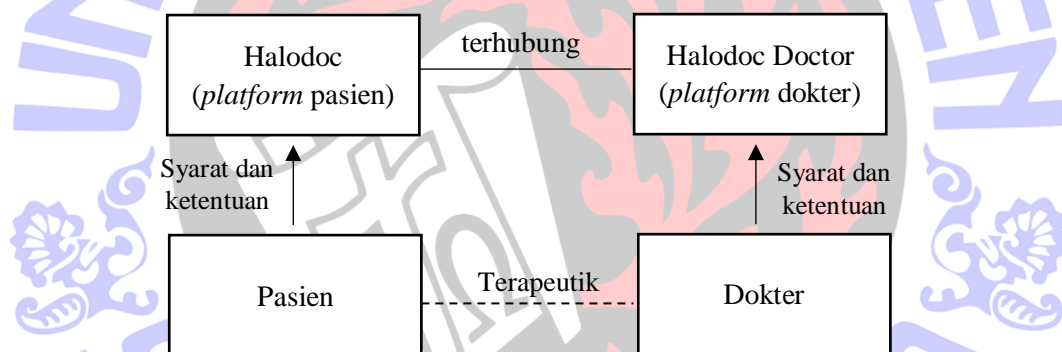 Halodoc
(platform pasien)
terhubung
Halodoc Doctor
(platform dokter)
Syarat dan
ketentuan
Syarat dan
ketentuan
Pasien
Terapeutik
Dokter